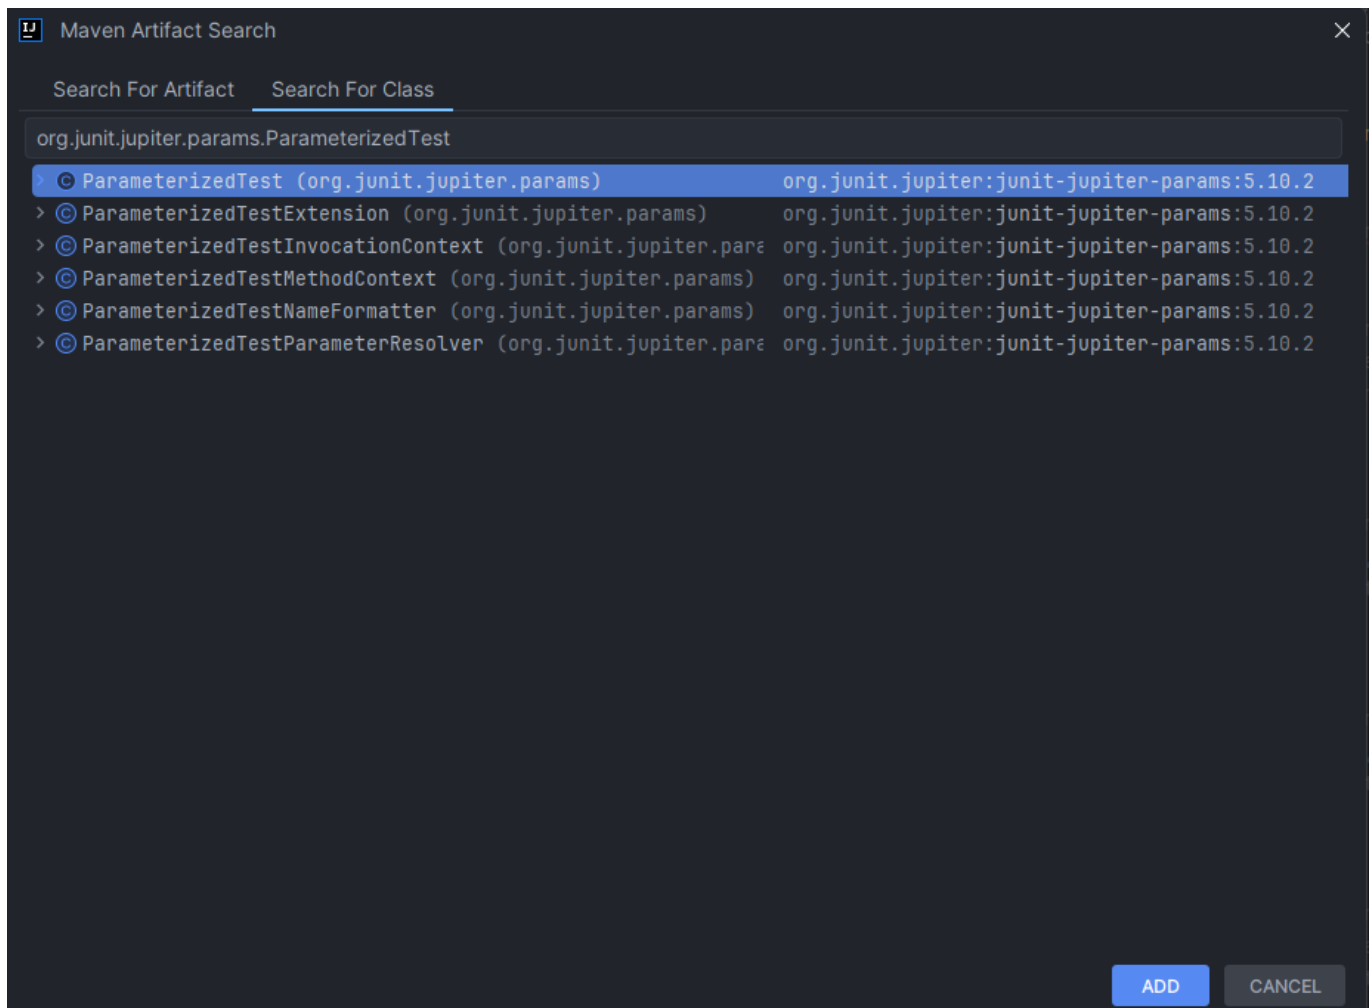 IJ Maven Artifact Search
Search For Artifact Search For Class
org.junit.jupiter.params.ParameterizedTest
ParameterizedTest (org.junit.jupiter.params) org.junit.jupiter:junit-jupiter-params:5.10.2
ParameterizedTestExtension (org.junit.jupiter.params) org.junit.jupiter:junit-jupiter-params:5.10.2
ParameterizedTestInvocationContext (org.junit.jupiter.para org.junit.jupiter:junit-jupiter-params:5.10.2
ParameterizedTestMethodContext (org.junit.jupiter.params) org.junit.jupiter:junit-jupiter-params:5.10.2
ParameterizedTestNameFormatter (org.junit.jupiter.params) org.junit.jupiter:junit-jupiter-params:5.10.2
ParameterizedTestParameterResolver (org.junit.jupiter.para org.junit.jupiter:junit-jupiter-params:5.10.2
ADD CANCEL